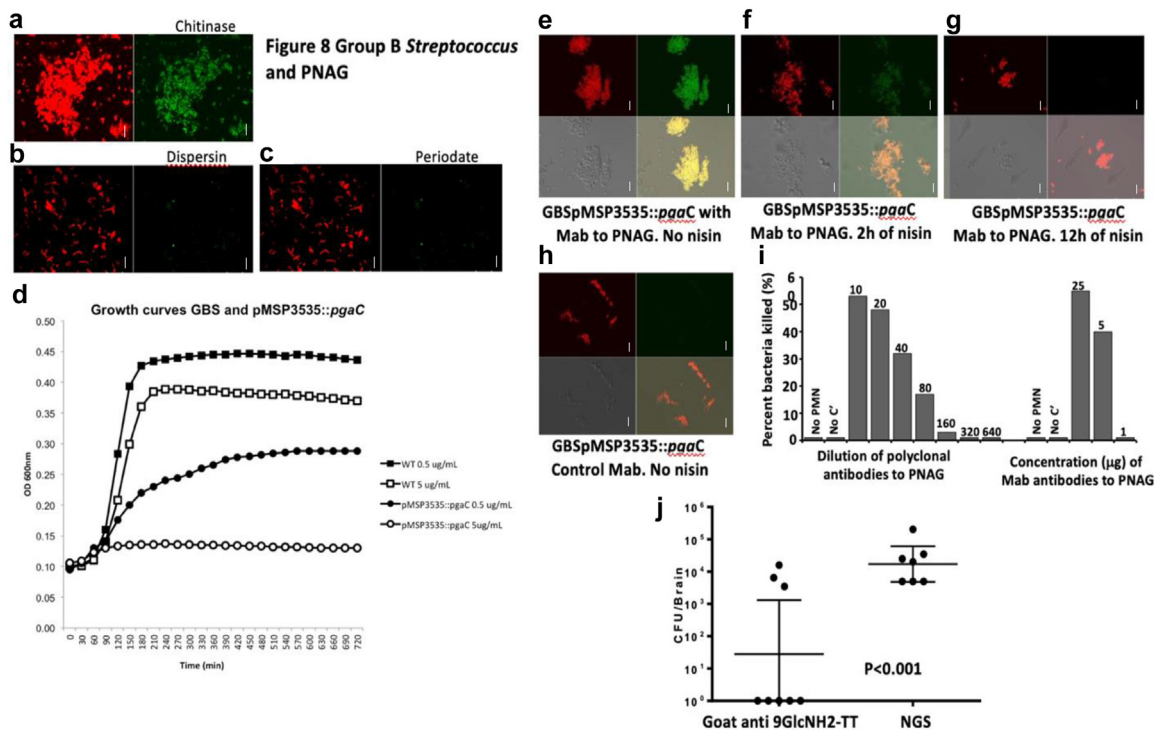 a
Chitinase
Figure 8 Group B Streptococcus
and PNAG
b
Dispersin
c
Periodate
d
Growth curves GBS and pMSP3535::pgaC
0.50
0.45
0.40
0.35
0.30
0.25
0.20
0.15
0.10
0.05
0.00
OD 600nm
0 30 60 90 120 150 180 210 240 270 300 330 360 390 420 450 480 510 540 570 600 630 660 690 720
Time (min)
WT 0.5 ug/mL
WT 5 ug/mL
pMSP3535::pgaC 0.5 ug/mL
pMSP3535::pgaC 5ug/mL
e
GBSpMSP3535::pgaC with
Mab to PNAG. No nisin
f
GBSpMSP3535::pgaC
Mab to PNAG. 2h of nisin
g
GBSpMSP3535::pgaC
Mab to PNAG. 12h of nisin
h
GBSpMSP3535::pgaC
Control Mab. No nisin
i
Percent bacteria killed (%)
6
0
50
40
30
20
10
0
No PMN
No C'
10
20
40
80
160
320 640
No PMN
No C'
25
5
1
Dilution of polyclonal
antibodies to PNAG
Concentration (µg) of
Mab antibodies to PNAG
j
CFU/Brain
10⁶
10⁵
10⁴
10³
10²
10¹
10⁰
P<0.001
Goat anti 9GlcNH2-TT
NGS